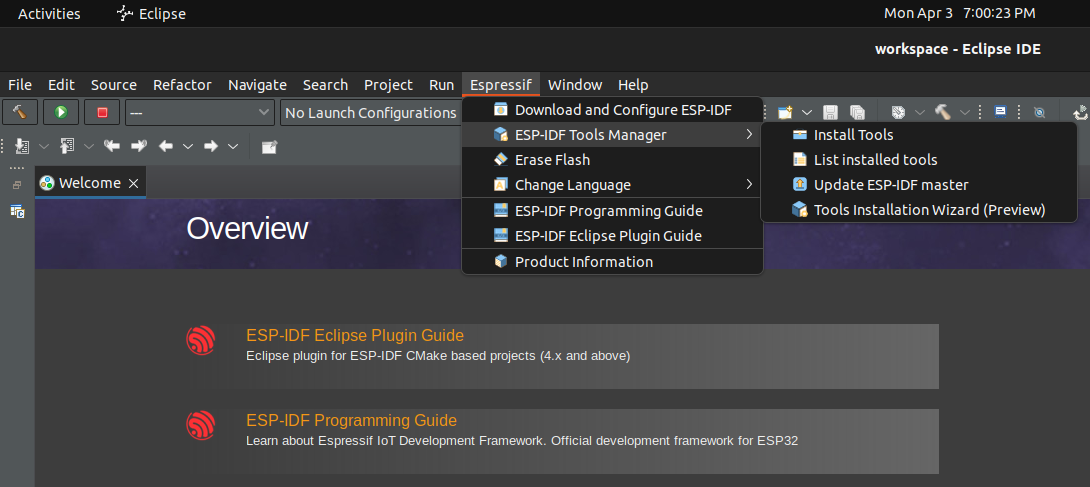 Activities Eclipse Mon Apr 3 7:00:23 PM
workspace - Eclipse IDE
File Edit Source Refactor Navigate Search Project Run Espressif Window Help
--- No Launch Configurations
Download and Configure ESP-IDF
ESP-IDF Tools Manager
Erase Flash
Change Language
ESP-IDF Programming Guide
ESP-IDF Eclipse Plugin Guide
Product Information
Install Tools
List installed tools
Update ESP-IDF master
Tools Installation Wizard (Preview)
Welcome
Overview
ESP-IDF Eclipse Plugin Guide
Eclipse plugin for ESP-IDF CMake based projects (4.x and above)
ESP-IDF Programming Guide
Learn about Espressif IoT Development Framework. Official development framework for ESP32